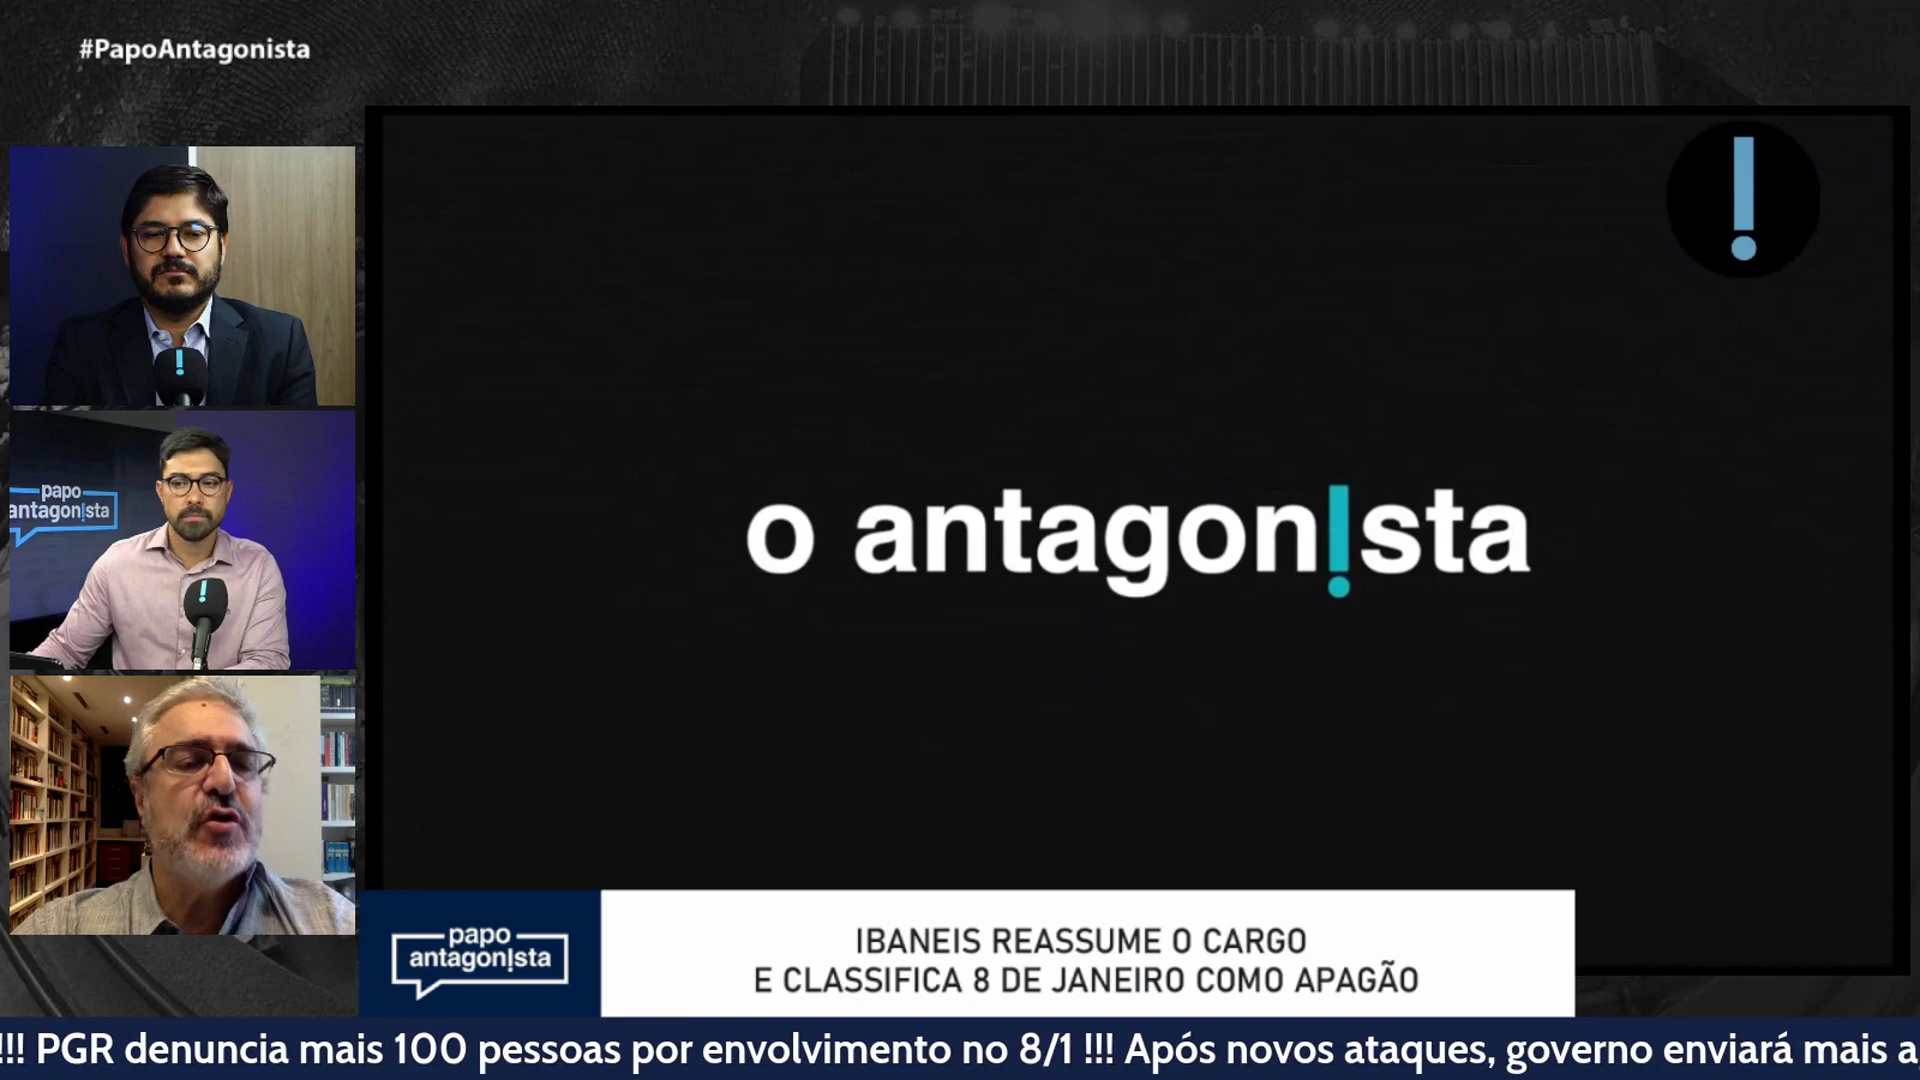 #PapoAntagonista
papo
antagon!sta
o antagon!sta
papo
antagon!sta
IBANEIS REASSUME O CARGO
E CLASSIFICA 8 DE JANEIRO COMO APAGÃO
!!! PGR denuncia mais 100 pessoas por envolvimento no 8/1 !!! Após novos ataques, governo enviará mais a